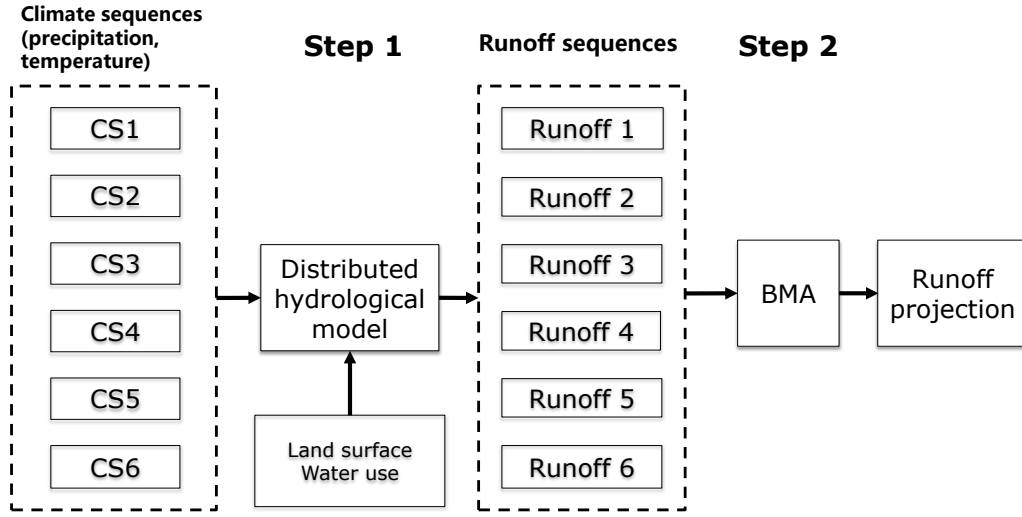 Climate sequences
(precipitation,
temperature)
Step 1
Runoff sequences
Step 2
CS1
CS2
CS3
CS4
CS5
CS6
Distributed
hydrological
model
Land surface
Water use
Runoff 1
Runoff 2
Runoff 3
Runoff 4
Runoff 5
Runoff 6
BMA
Runoff
projection